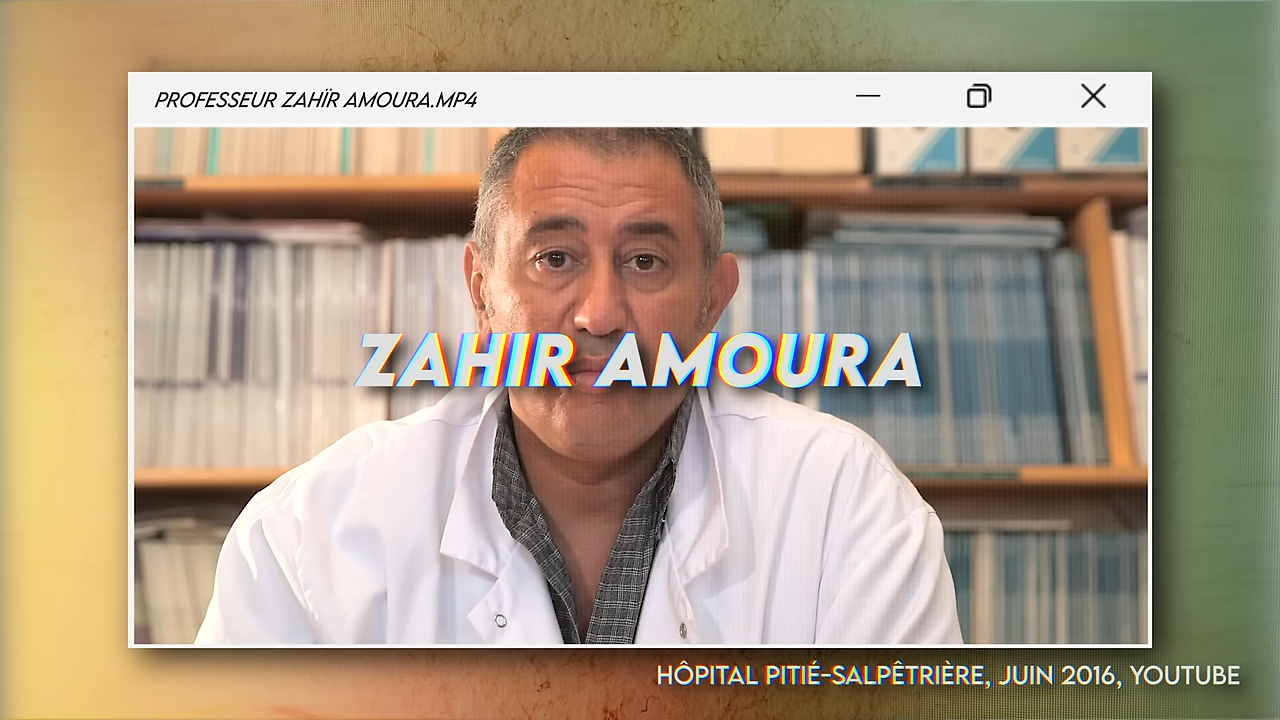 PROFESSEUR ZAHÏR AMOURA.MP4
ZAHIR AMOURA
HÔPITAL PITIÉ-SALPÊTRIÈRE, JUIN 2016, YOUTUBE